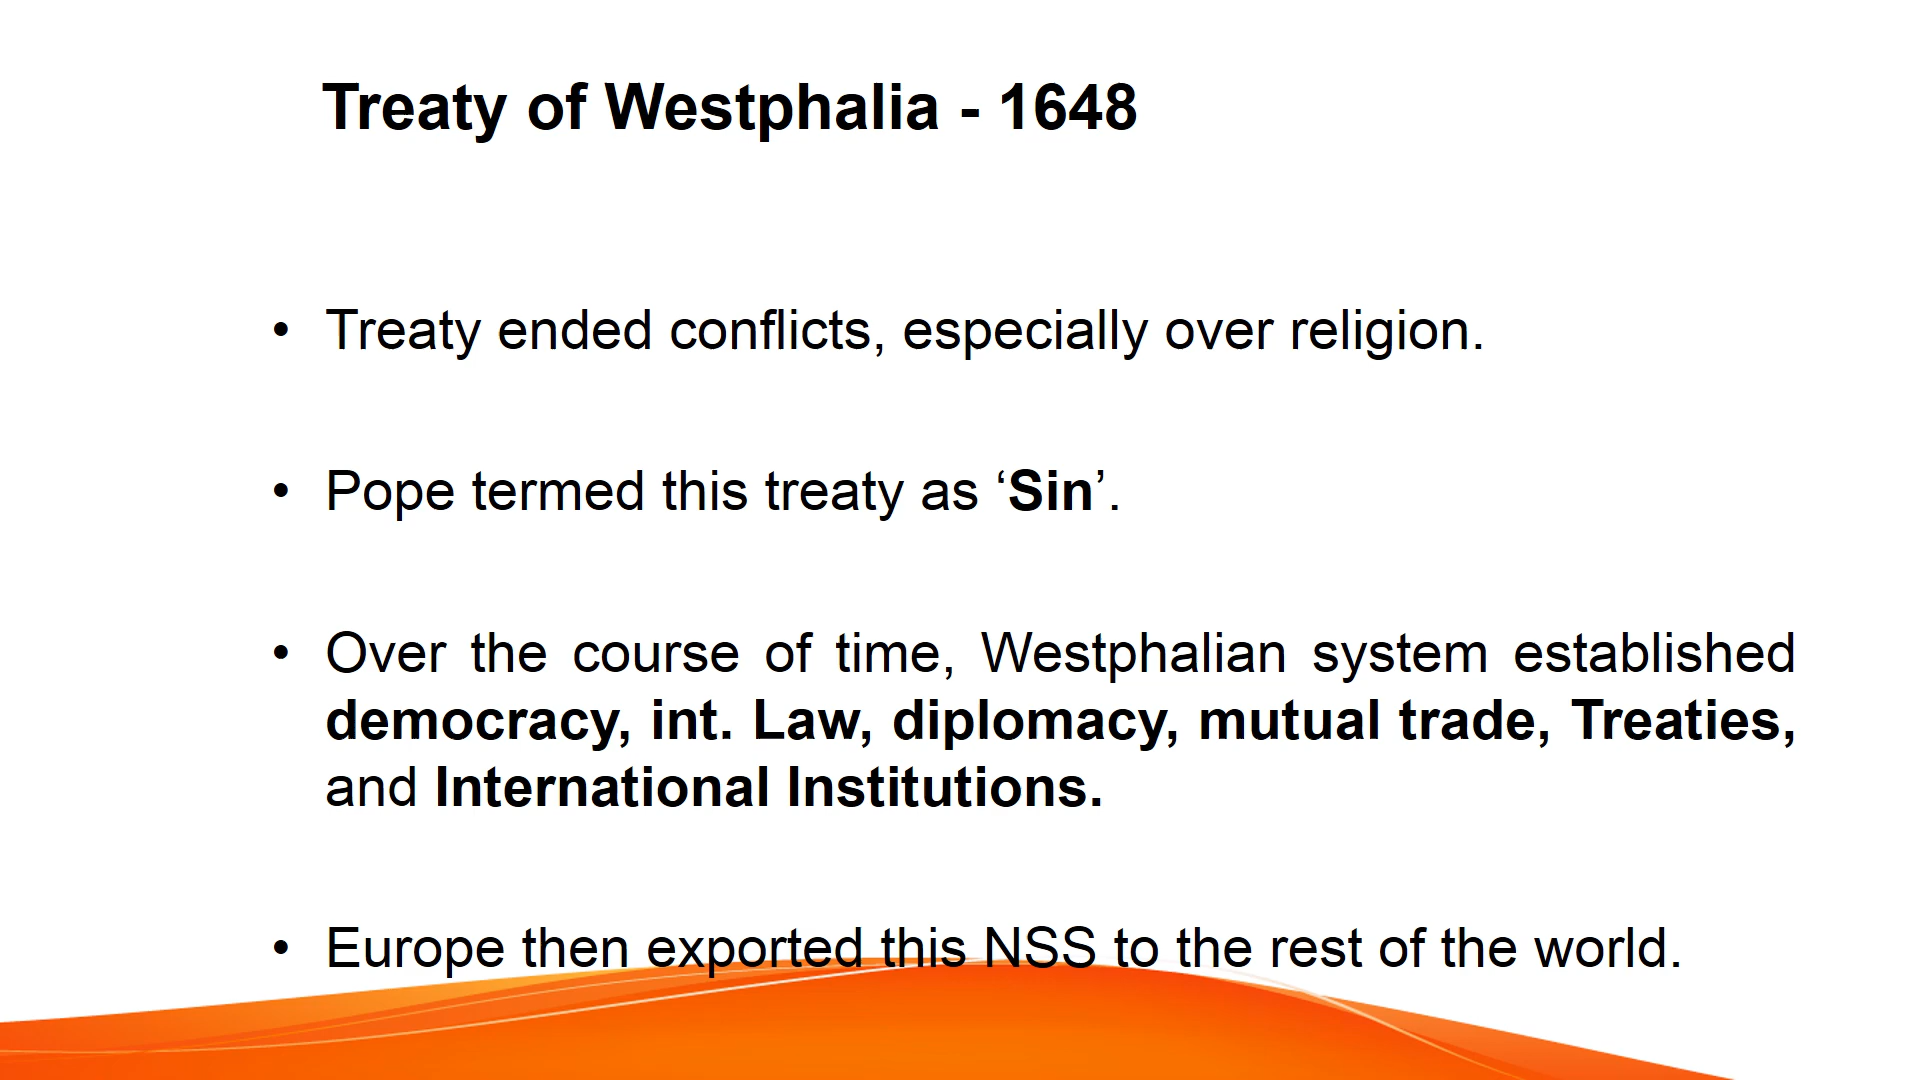 Treaty of Westphalia - 1648
• Treaty ended conflicts, especially over religion.
• Pope termed this treaty as ‘Sin’.
• Over the course of time, Westphalian system established
democracy, int. Law, diplomacy, mutual trade, Treaties,
and International Institutions.
• Europe then exported this NSS to the rest of the world.